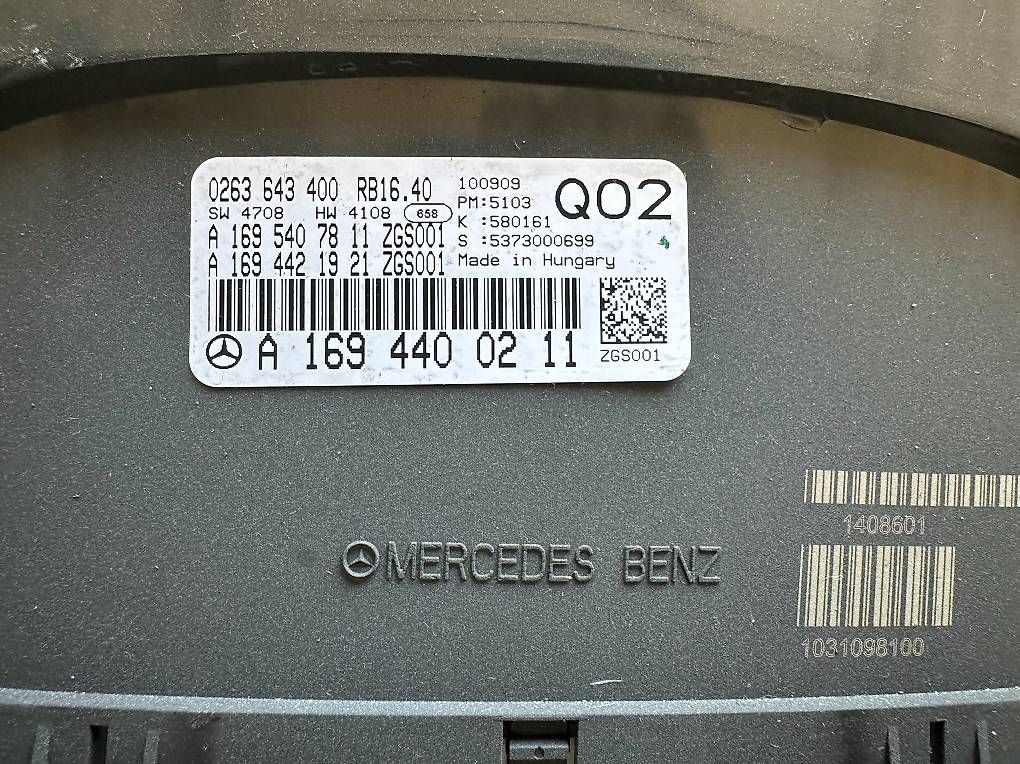 0263 643 400 RB16.40
SW 4708 HW 4108 658
A 169 540 78 11 ZGS001
A 169 442 19 21 ZGS001
100909
PM:5103
K :580161
S :5373000699
Made in Hungary
Q02
A 169 440 02 11
ZGS001
1408601
MERCEDES BENZ
1031098100